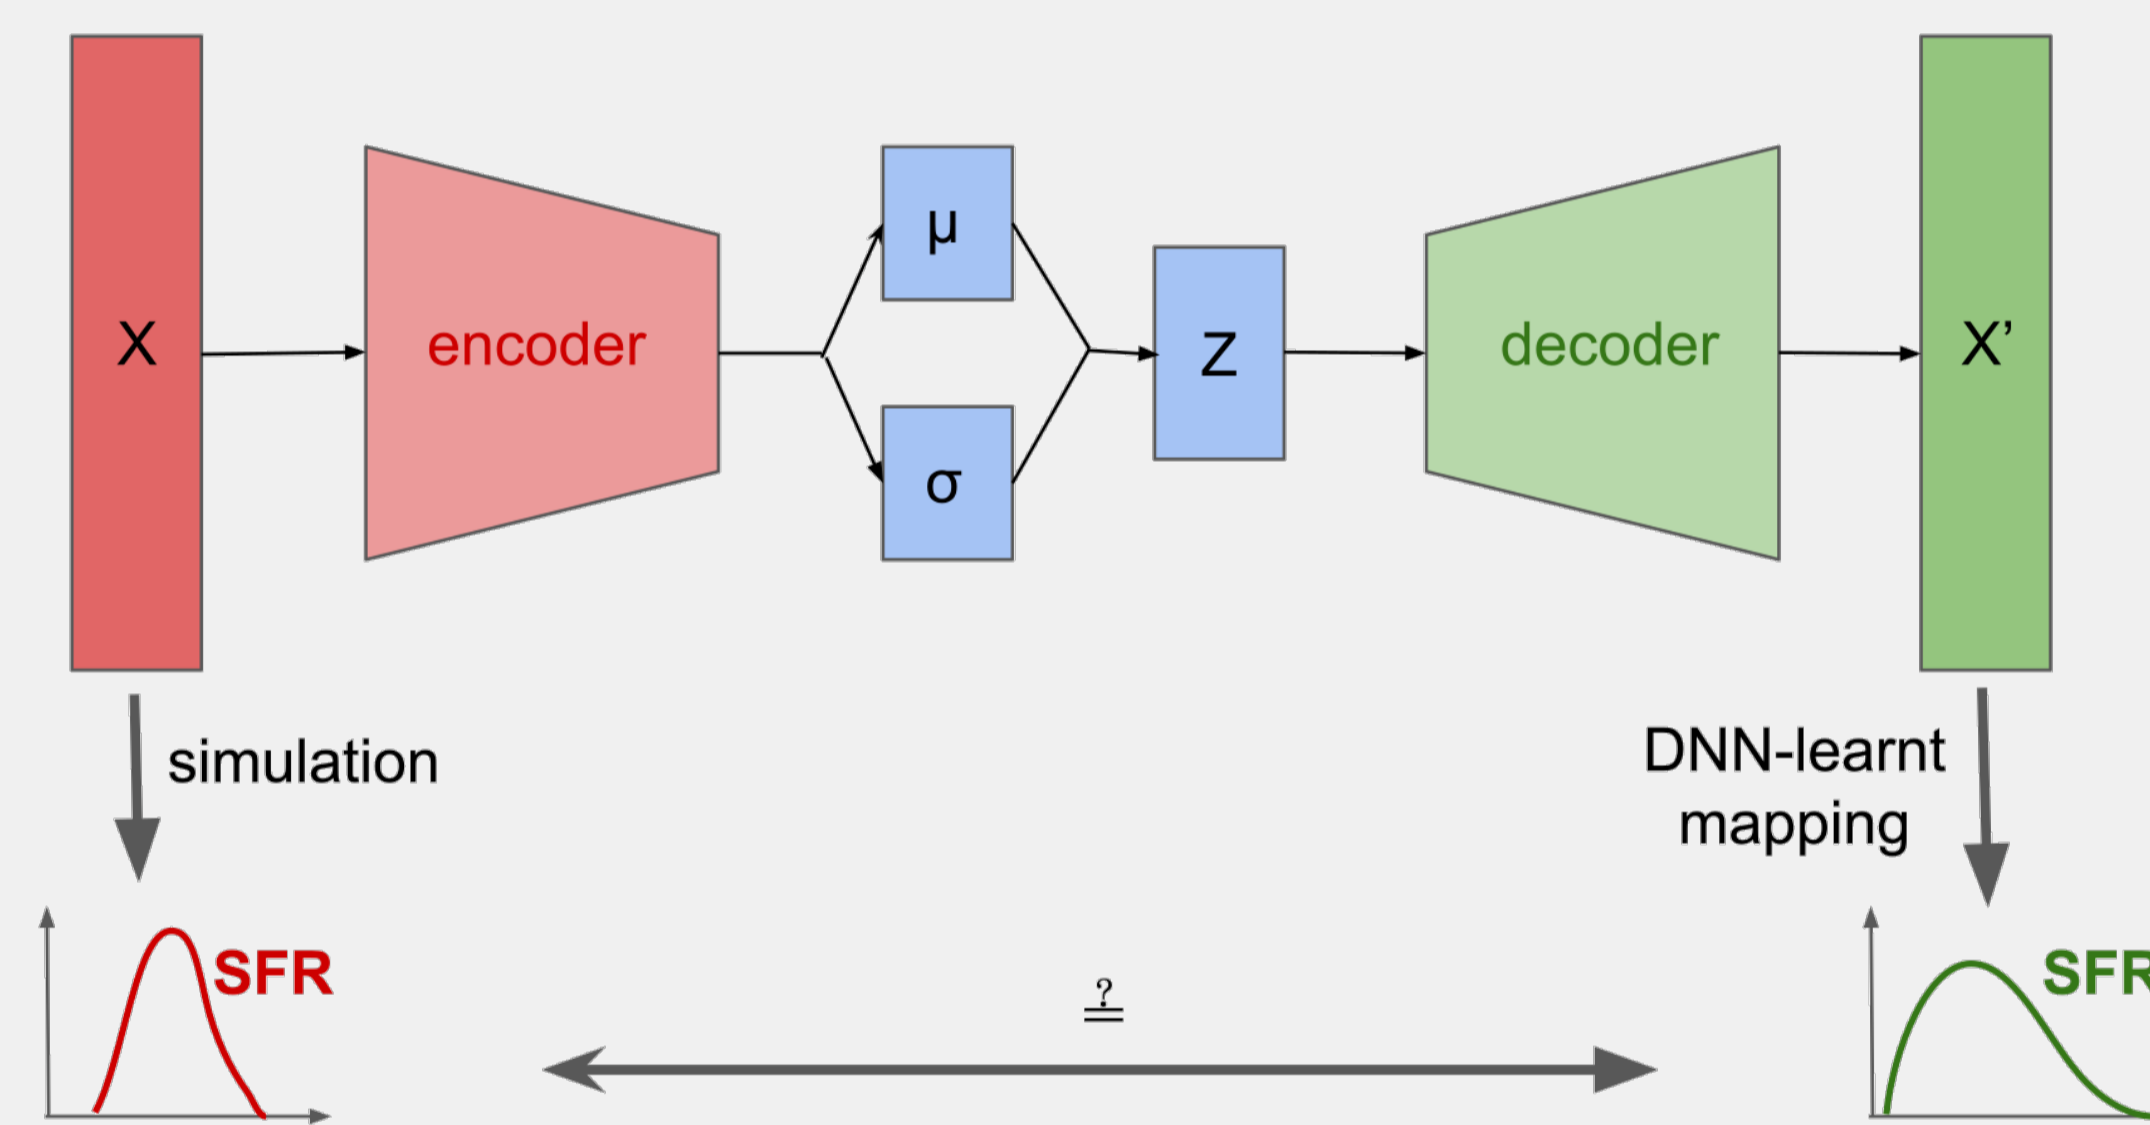 X
encoder
μ
σ
Z
decoder
X’
simulation
DNN-learnt
mapping
SFR
?
=
SFR